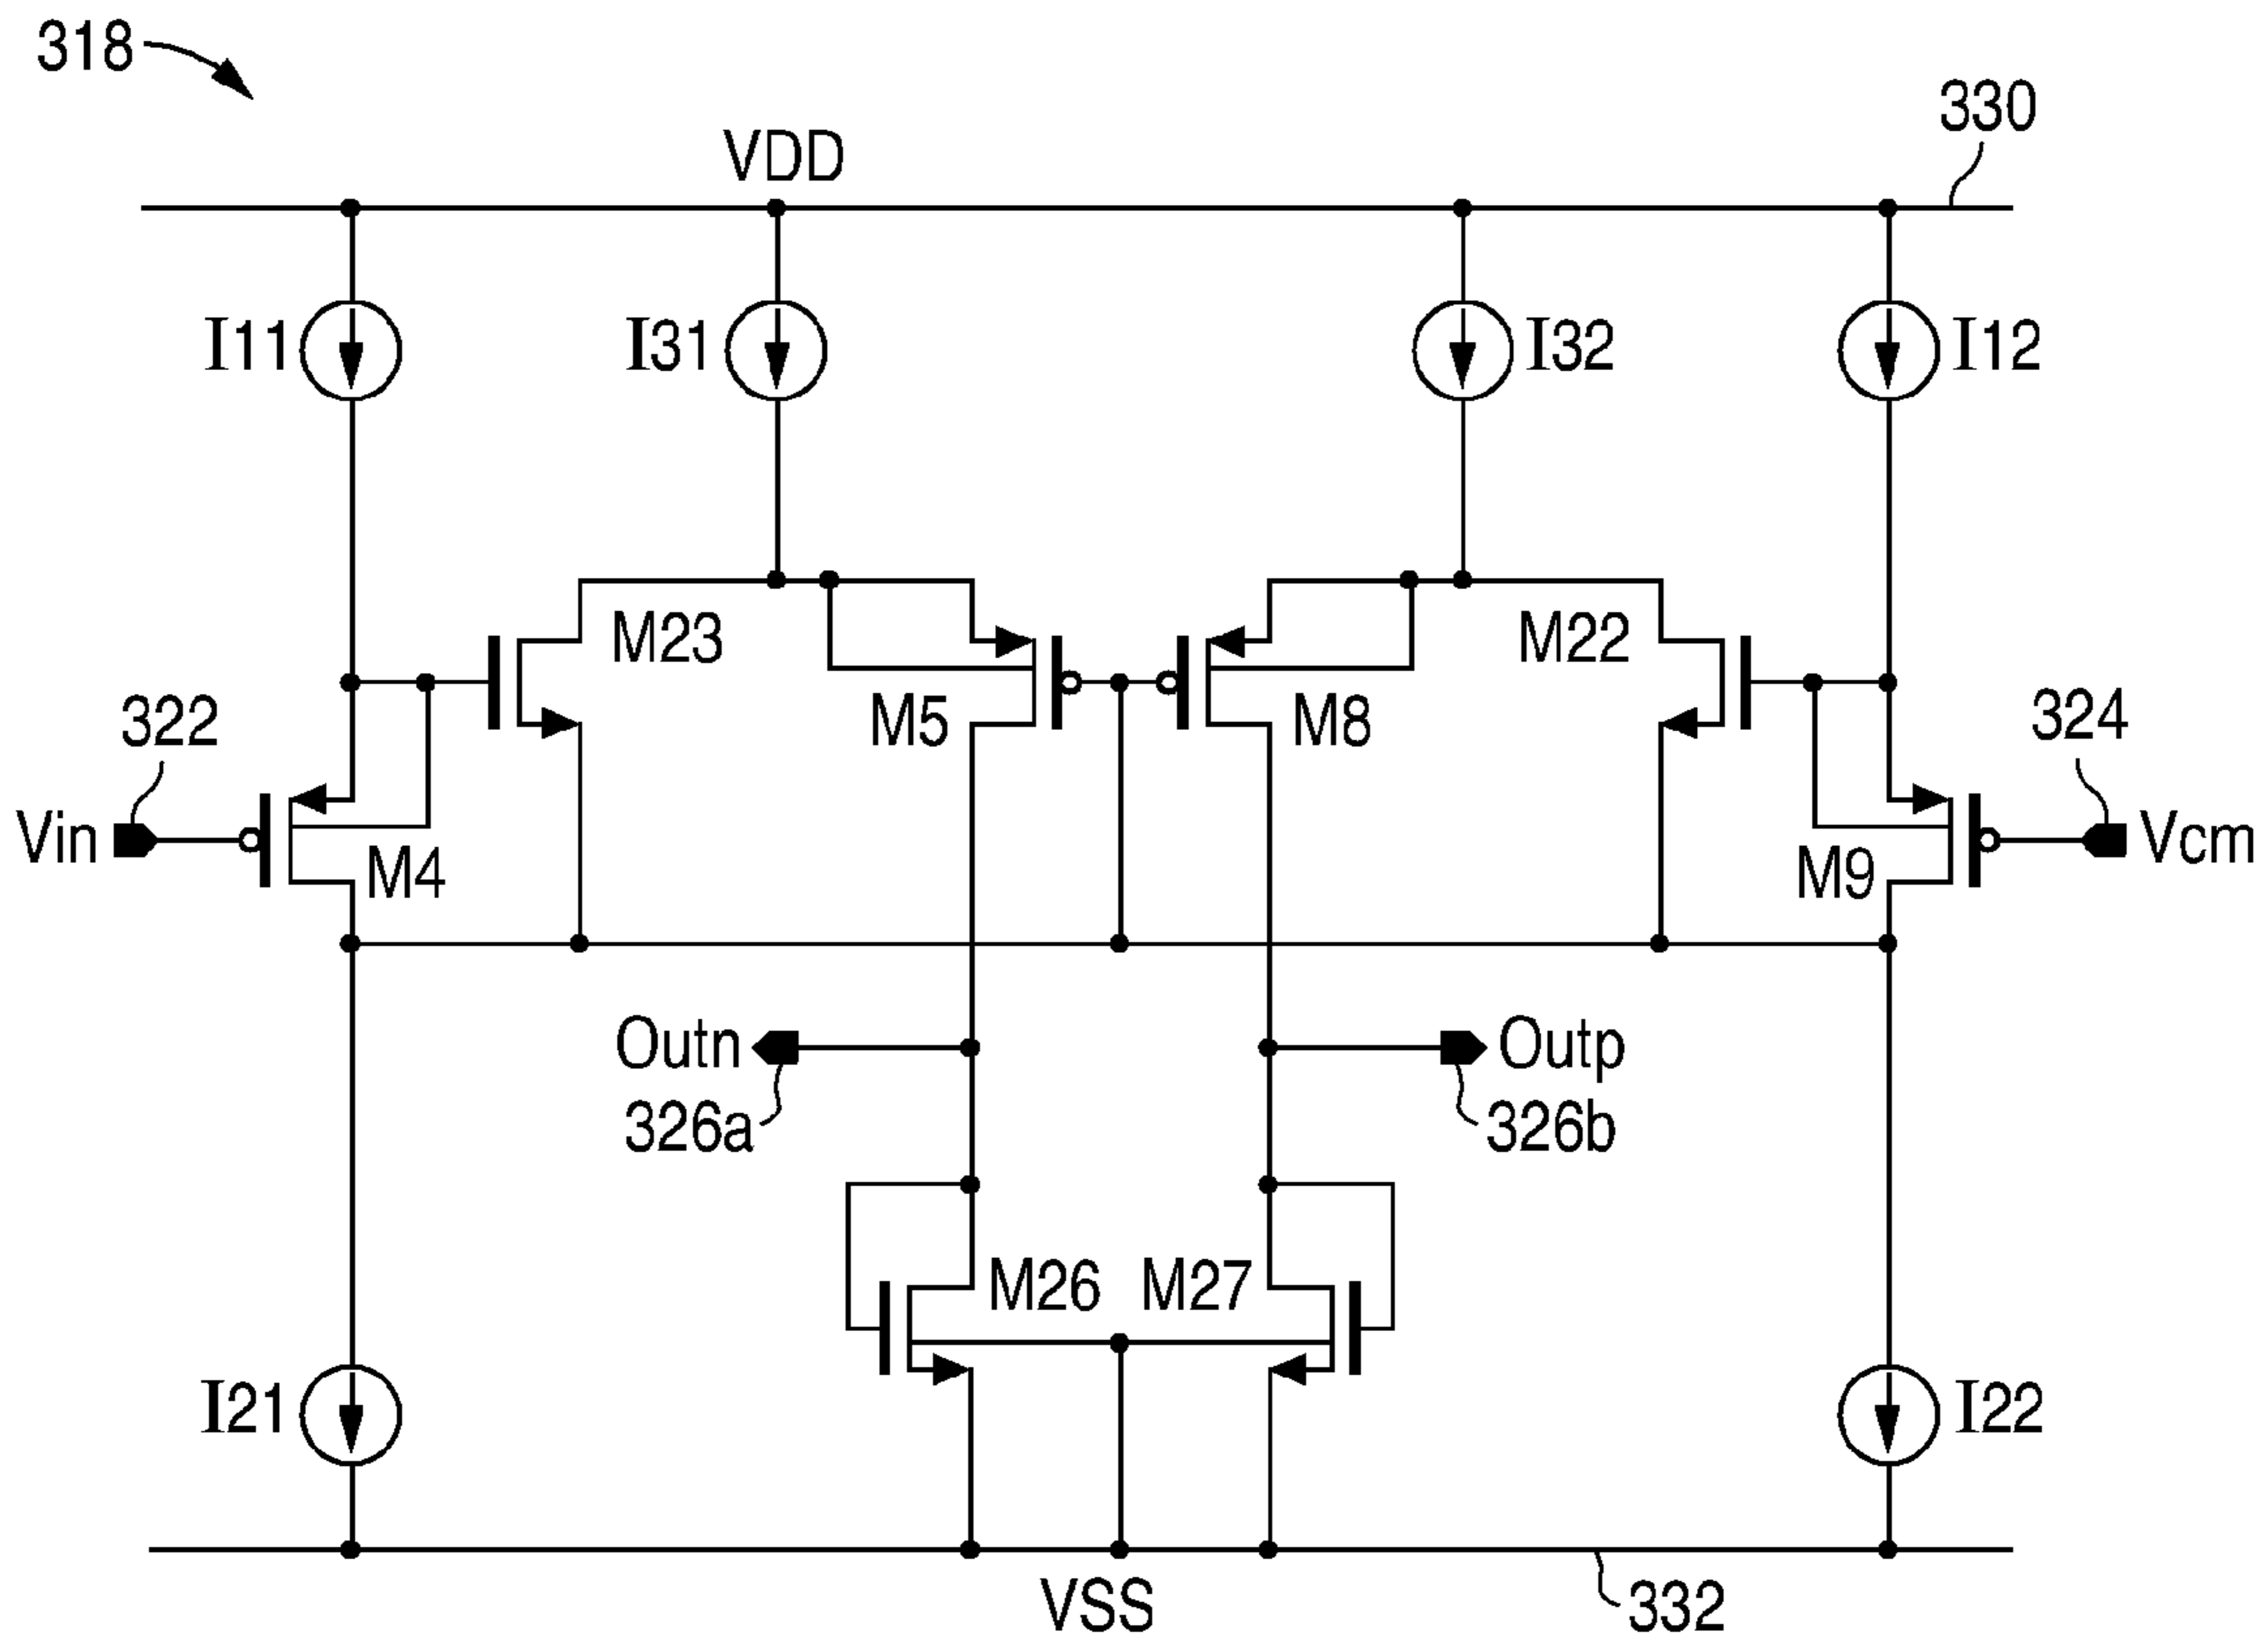 318
330
VDD
I11
I31
I32
I12
M23
M22
322
M5
M8
324
Vin
M4
M9
Vcm
Outn
Outp
326a
326b
M26
M27
I21
I22
VSS
332